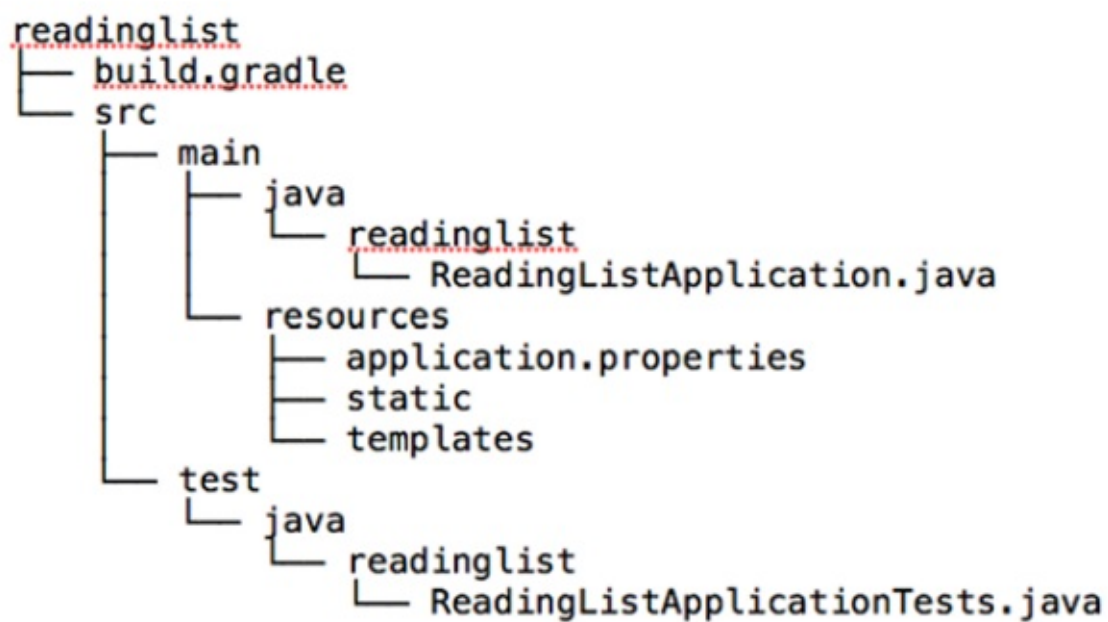 readinglist
├── build.gradle
└── src
    ├── main
    │   ├── java
    │   │   └── readinglist
    │   │       └── ReadingListApplication.java
    │   └── resources
    │       ├── application.properties
    │       ├── static
    │       └── templates
    └── test
        └── java
            └── readinglist
                └── ReadingListApplicationTests.java